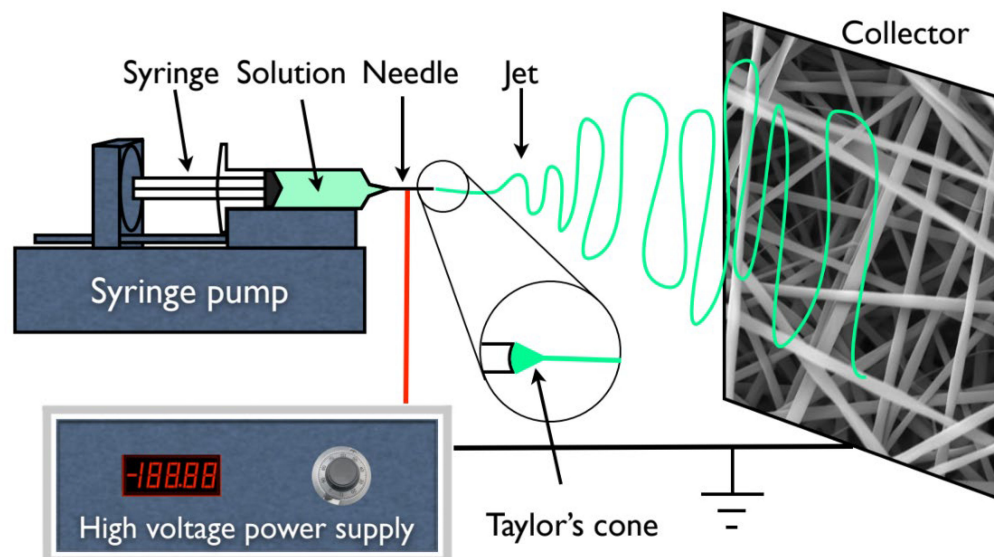 Collector
Syringe Solution Needle Jet
Syringe pump
-188.88
High voltage power supply
Taylor's cone